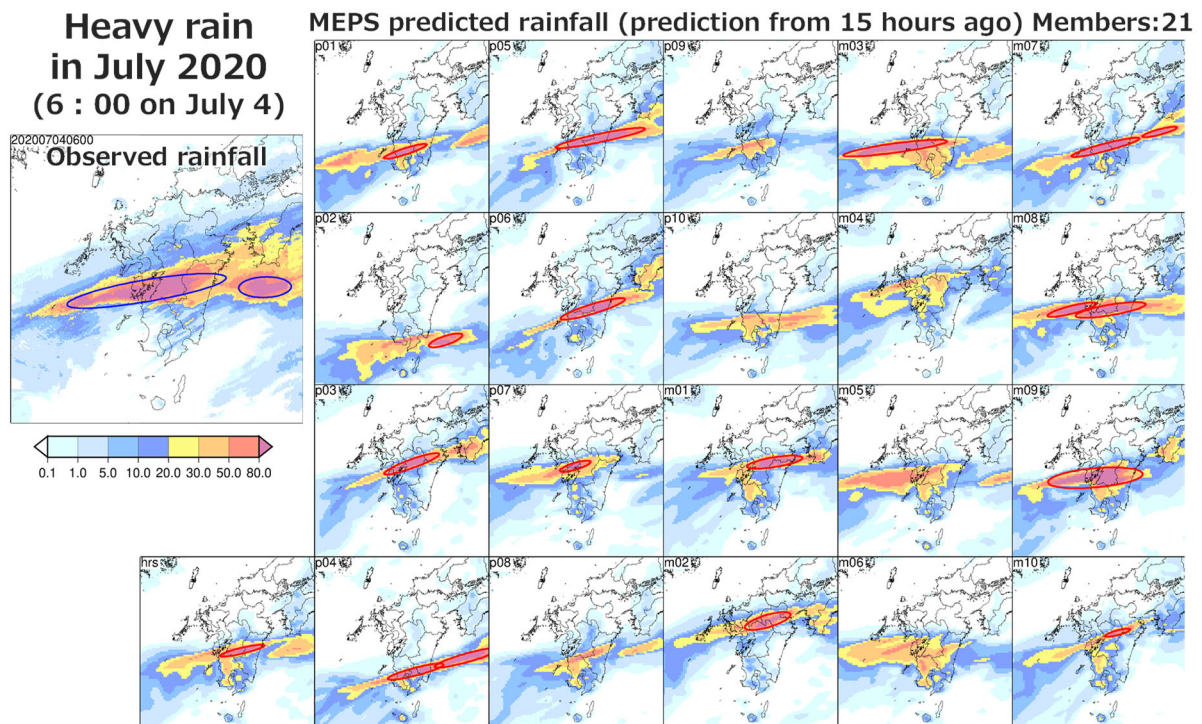 Heavy rain
in July 2020
(6 : 00 on July 4)
MEPS predicted rainfall (prediction from 15 hours ago) Members:21
202007040600
Observed rainfall
0.1 1.0 5.0 10.0 20.0 30.0 50.0 80.0
p01 p05 p09 m03 m07
p02 p06 p10 m04 m08
p03 p07 m01 m05 m09
hrs p04 p08 m02 m06 m10